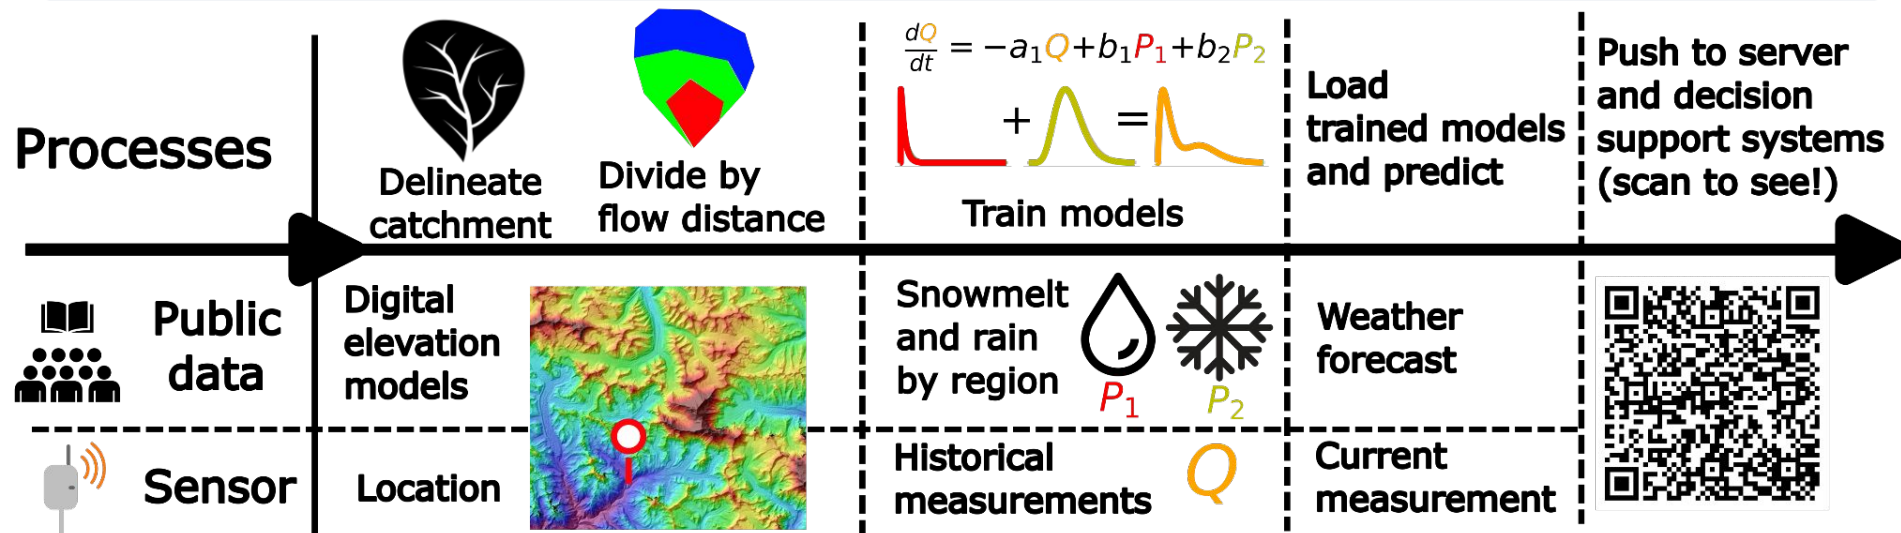 Processes
Delineate
catchment
Divide by
flow distance
dQ/dt = −a₁Q+b₁P₁+b₂P₂
+ =
Train models
Load
trained models
and predict
Push to server
and decision
support systems
(scan to see!)
Public
data
Digital
elevation
models
Snowmelt
and rain
by region
P₁
P₂
Weather
forecast
Sensor
Location
Historical
measurements
Q
Current
measurement